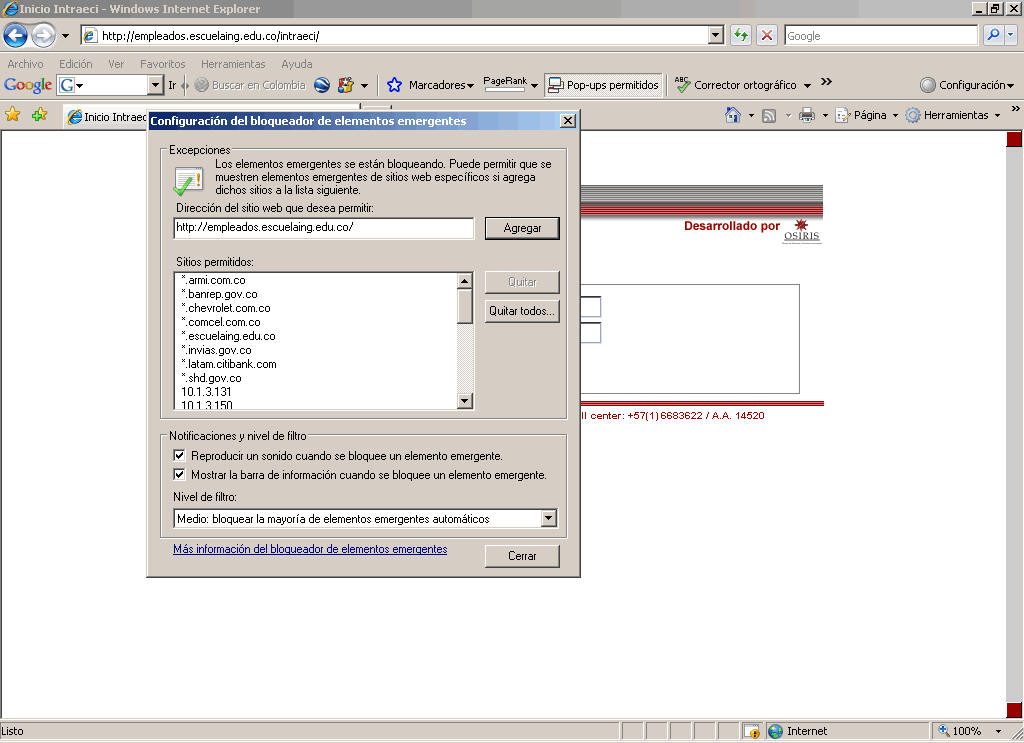 Inicio Intraeci - Windows Internet Explorer
http://empleados.escuelaing.edu.co/intraeci/
Google
Archivo Edición Ver Favoritos Herramientas Ayuda
Google G Ir Buscar en Colombia Marcadores PageRank Pop-ups permitidos ABC Corrector ortográfico » Configuración
Inicio Intraec Página Herramientas »
Configuración del bloqueador de elementos emergentes
Excepciones
Los elementos emergentes se están bloqueando. Puede permitir que se
muestren elementos emergentes de sitios web específicos si agrega
dichos sitios a la lista siguiente.
Dirección del sitio web que desea permitir:
http://empleados.escuelaing.edu.co/
Agregar
Sitios permitidos:
*.armi.com.co
*.banrep.gov.co
*.chevrolet.com.co
*.comcel.com.co
*.escuelaing.edu.co
*.invias.gov.co
*.latam.citibank.com
*.shd.gov.co
10.1.3.131
10.1.3.150
Quitar
Quitar todos...
Notificaciones y nivel de filtro
Reproducir un sonido cuando se bloquee un elemento emergente.
Mostrar la barra de información cuando se bloquee un elemento emergente.
Nivel de filtro:
Medio: bloquear la mayoría de elementos emergentes automáticos
Más información del bloqueador de elementos emergentes
Cerrar
Desarrollado por
OSIRIS
ll center: +57(1) 6683622 / A.A. 14520
Listo
Internet
100%